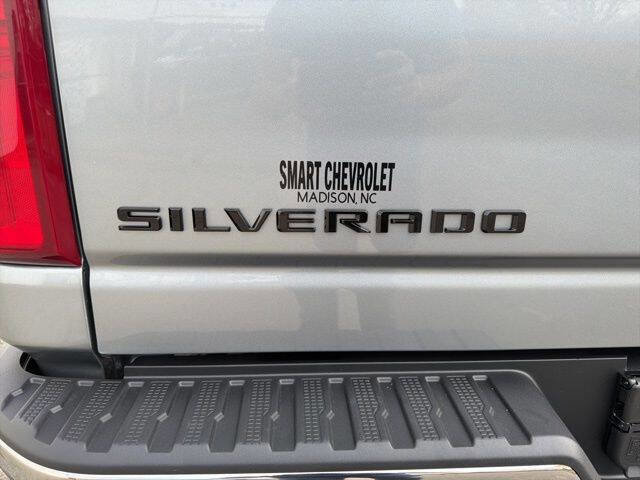 SMART CHEVROLET
MADISON, NC
SILVERADO